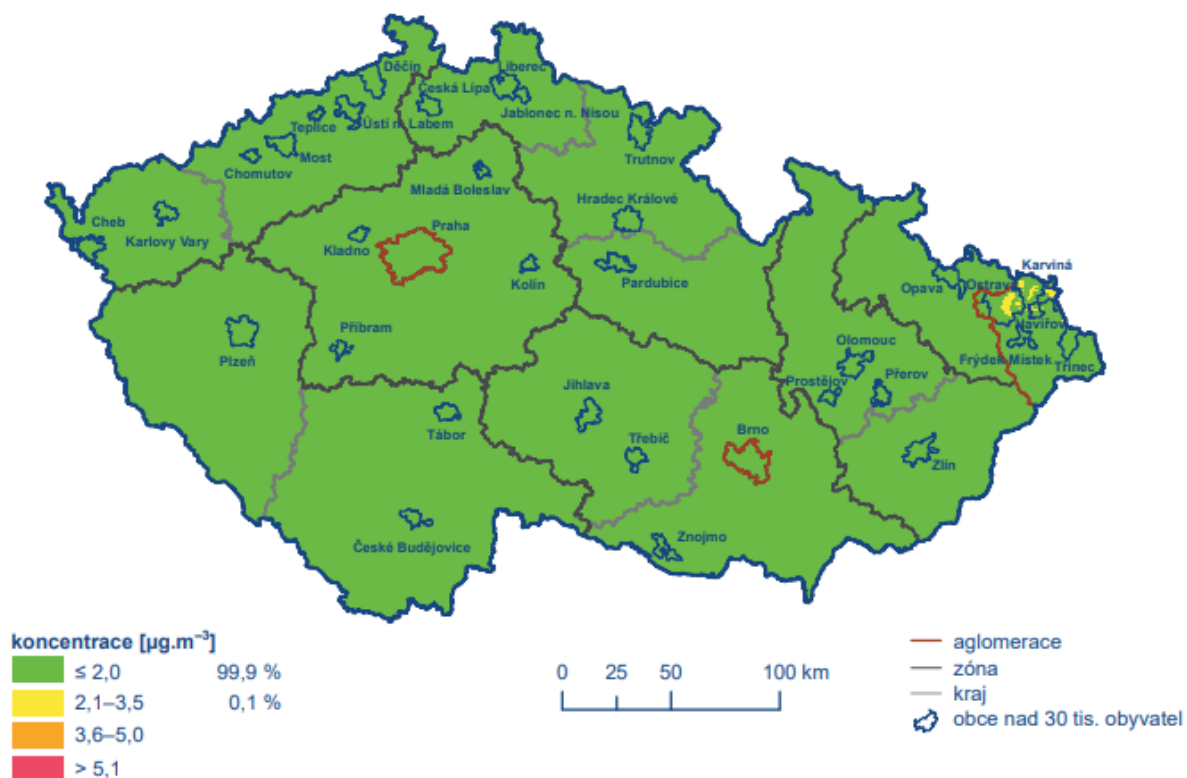 Děčín
Liberec
Česká Lípa
Jablonec n. Nisou
Teplice
Ústí n. Labem
Most
Chomutov
Trutnov
Mladá Boleslav
Hradec Králové
Cheb
Karlovy Vary
Kladno
Praha
Kolín
Pardubice
Karviná
Opava
Ostrava
Havířov
Plzeň
Příbram
Olomouc
Frýdek Místek
Třinec
Prostějov
Přerov
Jihlava
Tábor
Třebíč
Brno
Zlín
České Budějovice
Znojmo
koncentrace [µg.m⁻³]
≤ 2,0 99,9 %
2,1–3,5 0,1 %
3,6–5,0
> 5,1
0 25 50 100 km
aglomerace
zóna
kraj
obce nad 30 tis. obyvatel